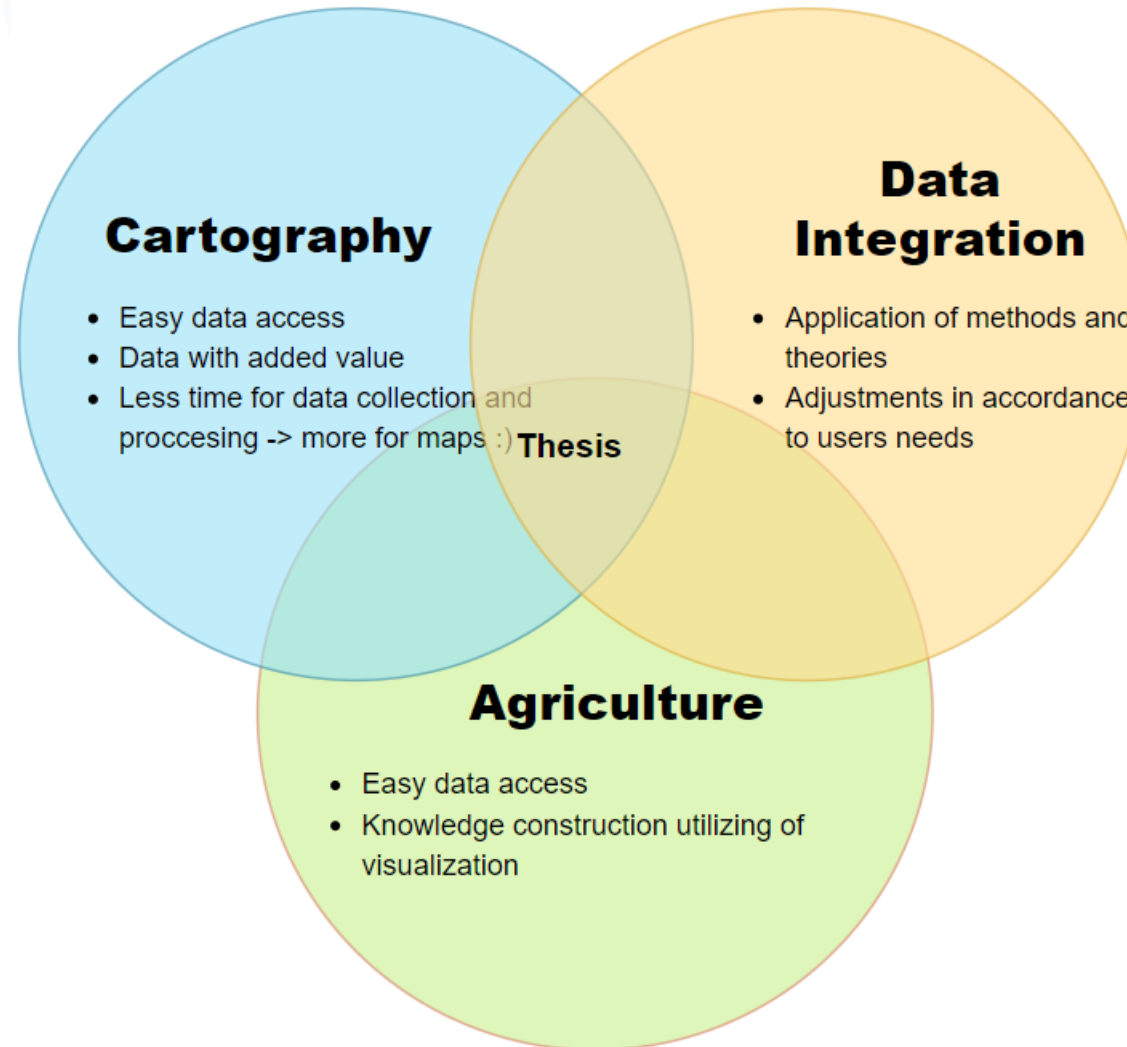 Cartography
• Easy data access
• Data with added value
• Less time for data collection and
proccesing -> more for maps :)
Thesis
Data
Integration
• Application of methods and
theories
• Adjustments in accordance
to users needs
Agriculture
• Easy data access
• Knowledge construction utilizing of
visualization